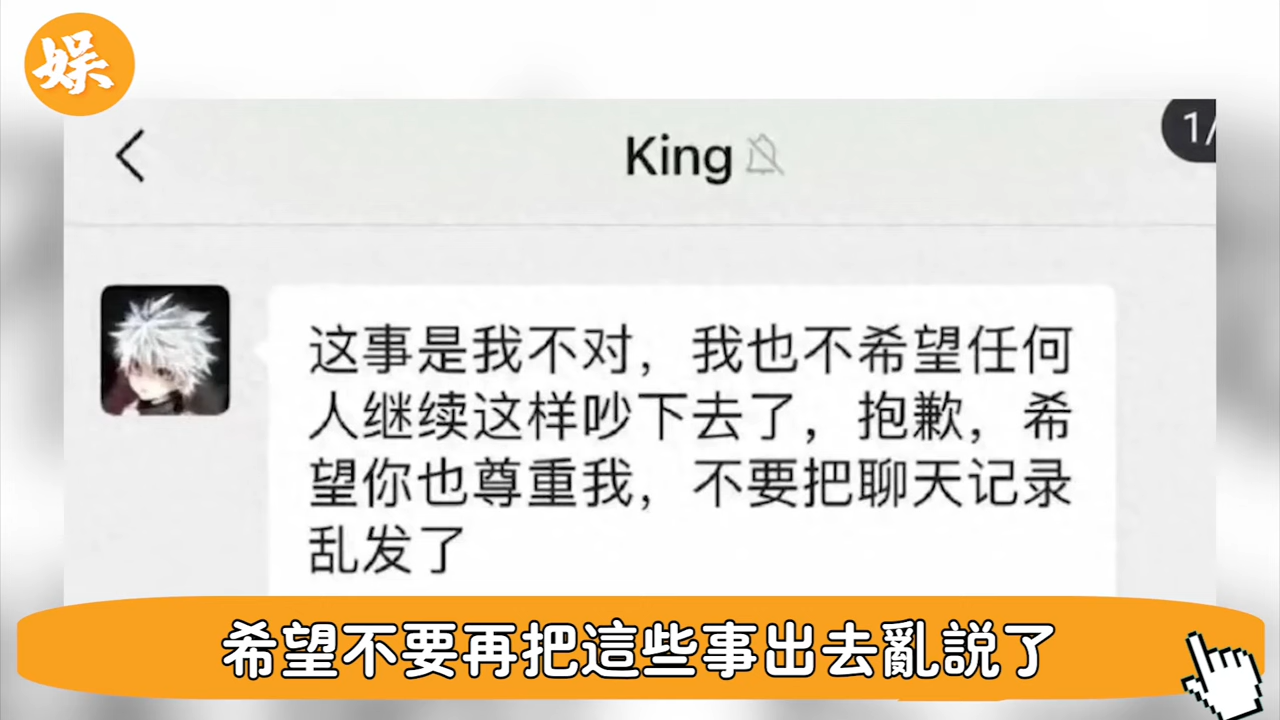 娱
King
1/
这事是我不对，我也不希望任何
人继续这样吵下去了，抱歉，希
望你也尊重我，不要把聊天记录
乱发了
希望不要再把這些事出去亂説了